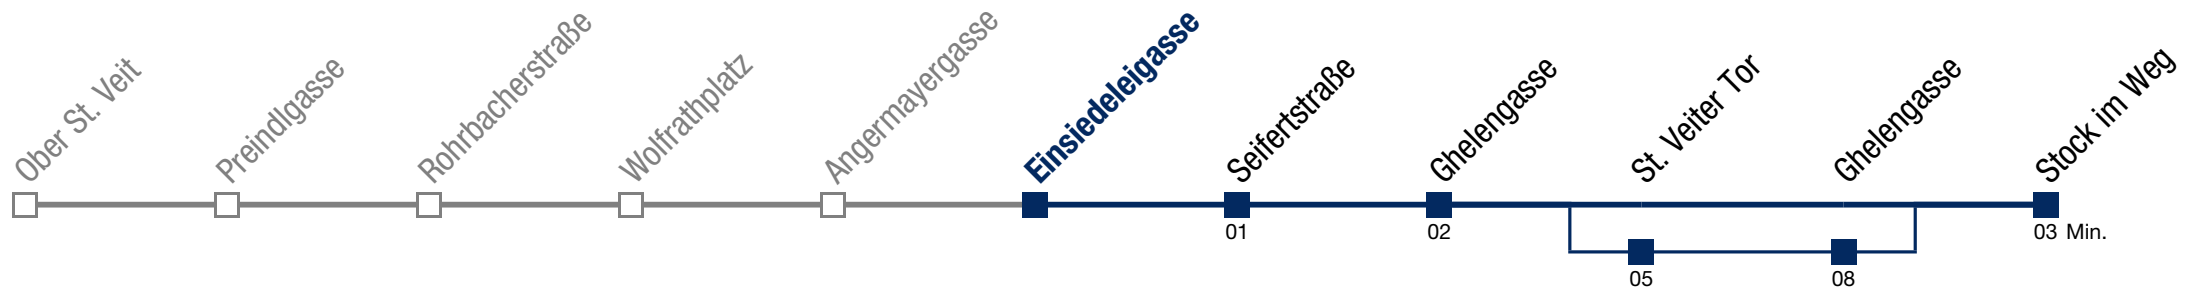 Ober St. Veit
Preindlgasse
Rohrbacherstraße
Wolfrathplatz
Angermayergasse
Einsiedeleigasse
Seifertstraße
Ghelengasse
St. Veiter Tor
Ghelengasse
Stock im Weg
01
02
03 Min.
05
08